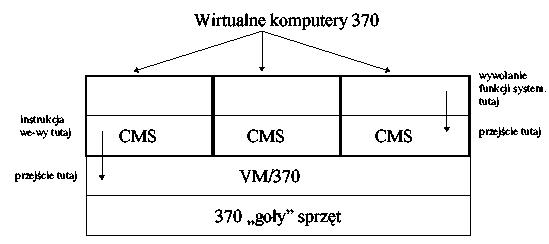 Wirtualne komputery 370
wywołanie
funkcji system.
tutaj
instrukcja
we-wy tutaj
CMS
CMS
CMS
przejście tutaj
przejście tutaj
VM/370
370 „goły” sprzęt